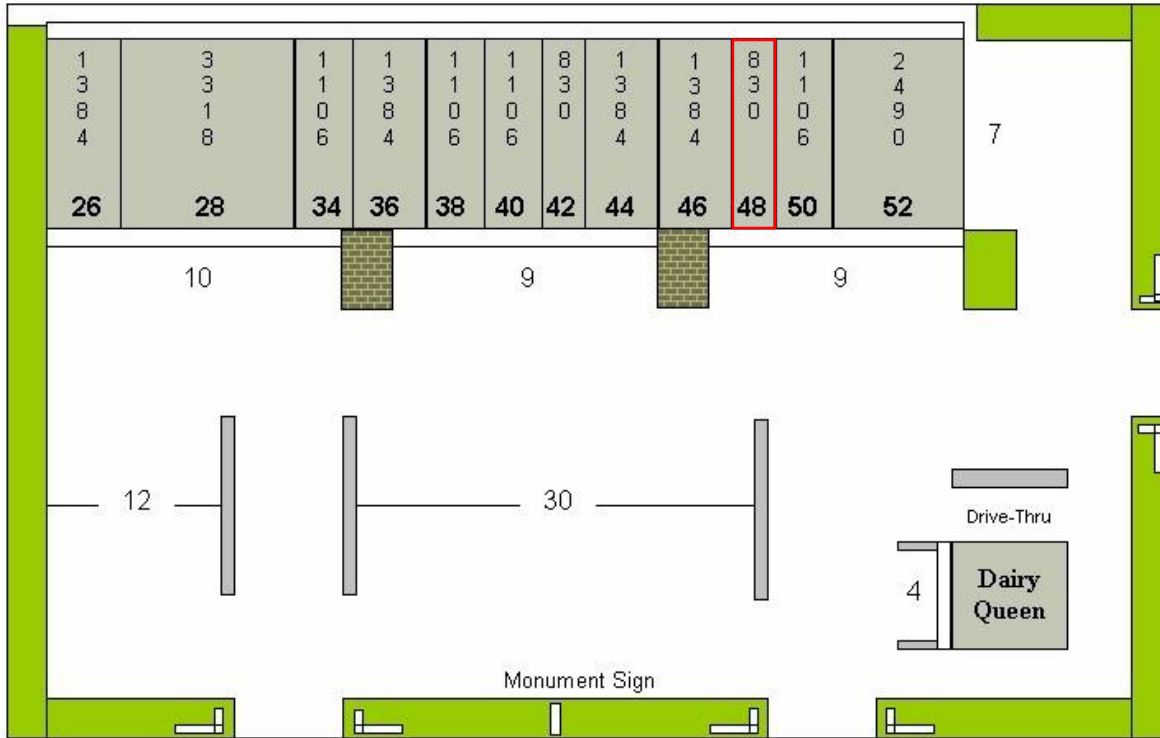 1384 3318 1106 1384 1106 1106 830 1384 1384 830 1106 2490
26 28 34 36 38 40 42 44 46 48 50 52
7
10 9 9
12 30
Drive-Thru
4
Dairy
Queen
Monument Sign